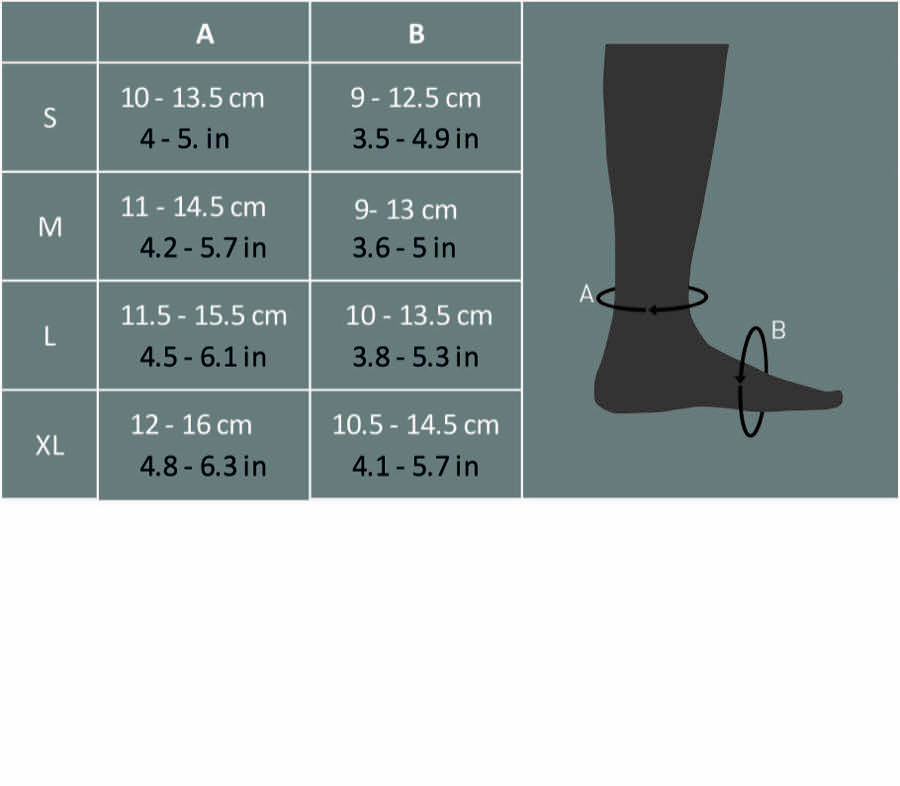 A B
S
10 - 13.5 cm
4 - 5. in
9 - 12.5 cm
3.5 - 4.9 in
M
11 - 14.5 cm
4.2 - 5.7 in
9- 13 cm
3.6 - 5 in
L
11.5 - 15.5 cm
4.5 - 6.1 in
10 - 13.5 cm
3.8 - 5.3 in
XL
12 - 16 cm
4.8 - 6.3 in
10.5 - 14.5 cm
4.1 - 5.7 in
A
B